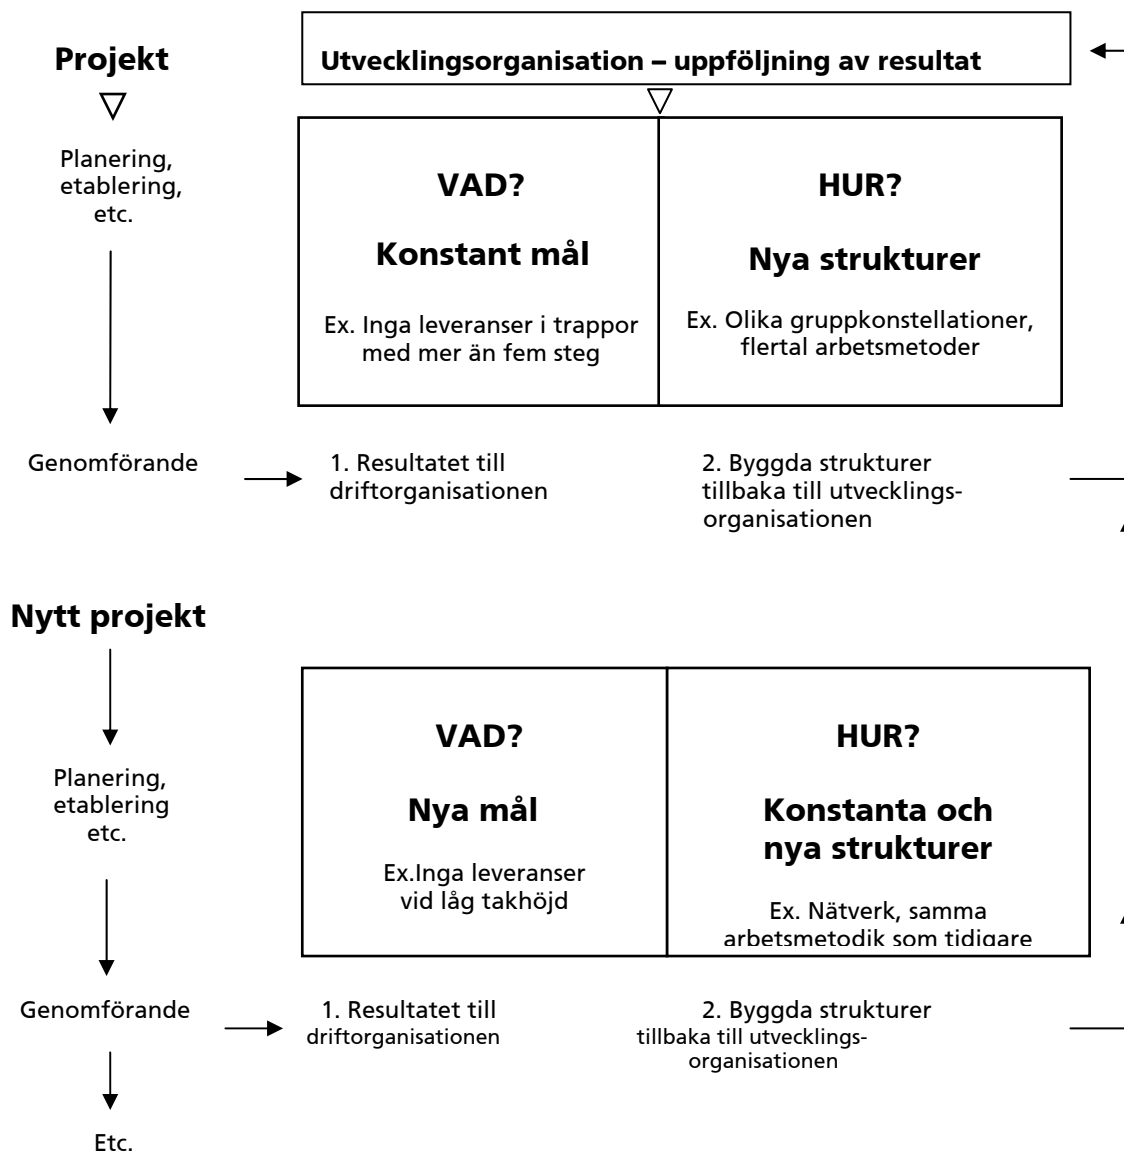 Projekt
Utvecklingsorganisation – uppföljning av resultat
Planering,
etablering,
etc.
VAD?
Konstant mål
Ex. Inga leveranser i trappor
med mer än fem steg
HUR?
Nya strukturer
Ex. Olika gruppkonstellationer,
flertal arbetsmetoder
Genomförande
1. Resultatet till
driftorganisationen
2. Byggda strukturer
tillbaka till utvecklings-
organisationen
Nytt projekt
Planering,
etablering
etc.
VAD?
Nya mål
Ex.Inga leveranser
vid låg takhöjd
HUR?
Konstanta och
nya strukturer
Ex. Nätverk, samma
arbetsmetodik som tidigare
Genomförande
1. Resultatet till
driftorganisationen
2. Byggda strukturer
tillbaka till utvecklings-
organisationen
Etc.